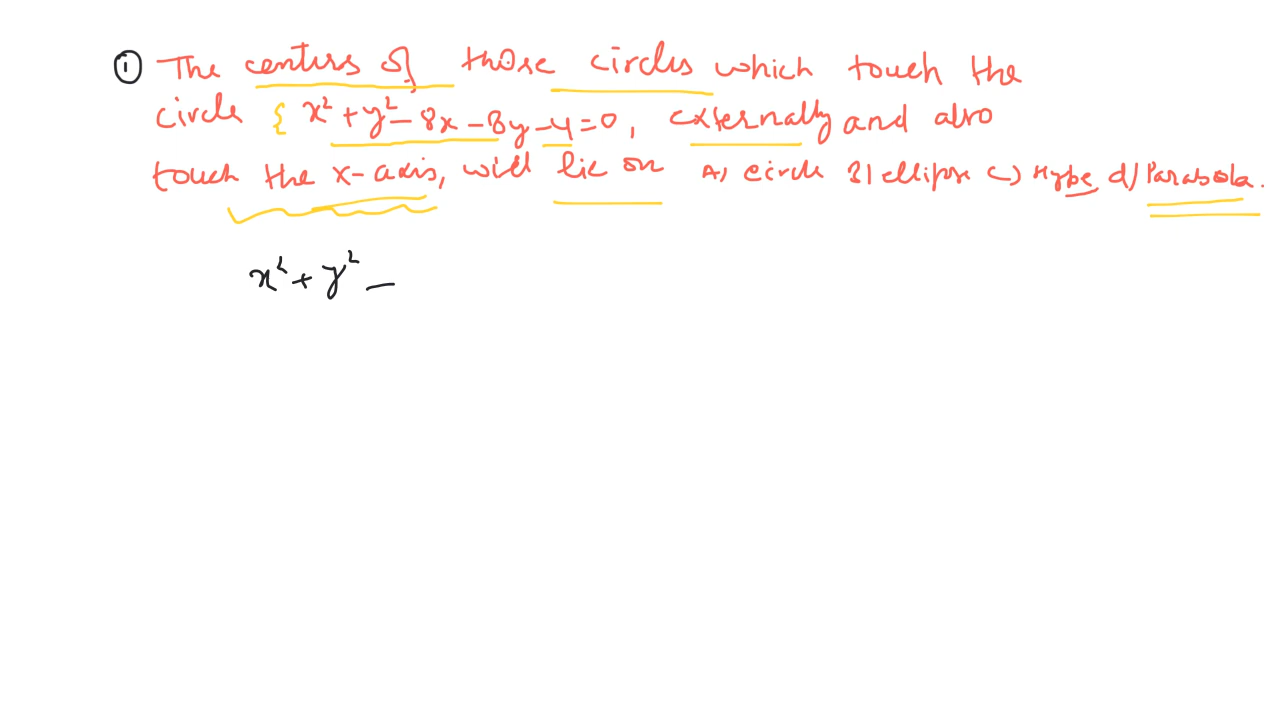 ① The centers of those circles which touch the
circle { x² + y² - 8x - 8y - 4 = 0, externally and also
touch the x-axis, will lie on A) circle B) ellipse C) Hype d) Parabola.
x² + y² -